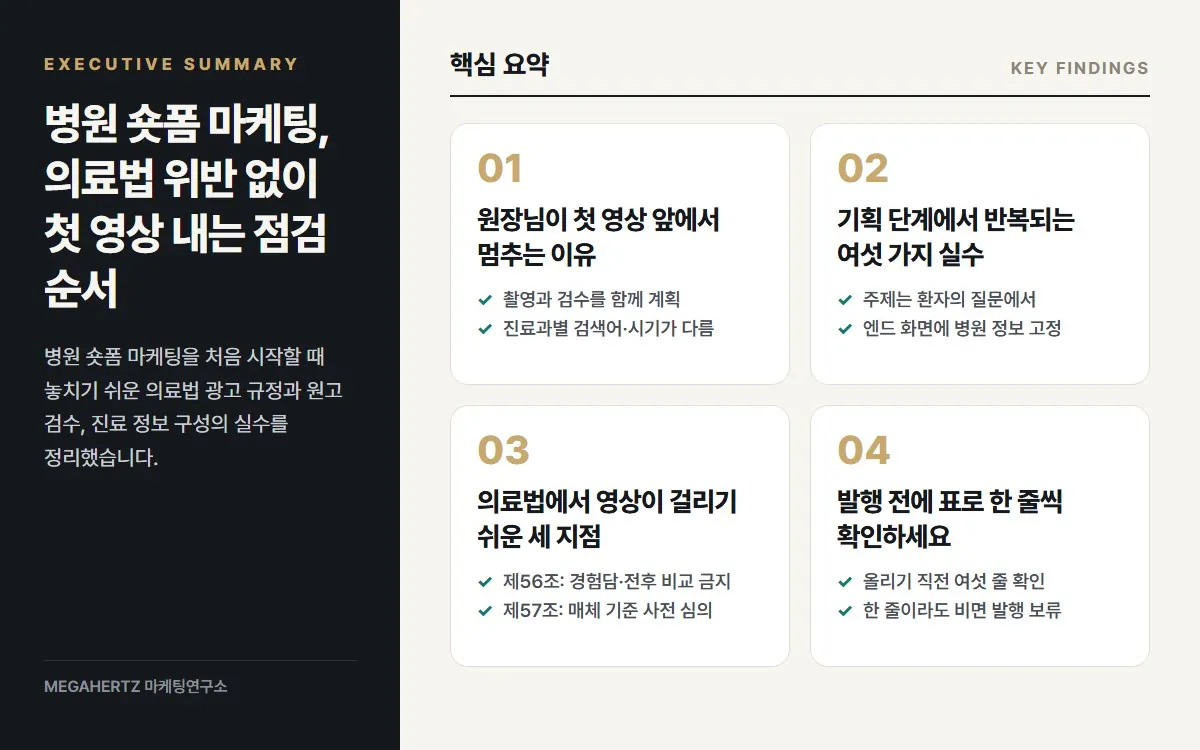 EXECUTIVE SUMMARY
병원 숏폼 마케팅,
의료법 위반 없이
첫 영상 내는 점검
순서
병원 숏폼 마케팅을 처음 시작할 때
놓치기 쉬운 의료법 광고 규정과 원고
검수, 진료 정보 구성의 실수를
정리했습니다.
MEGAHERTZ 마케팅연구소
핵심 요약
KEY FINDINGS
01
원장님이 첫 영상 앞에서
멈추는 이유
촬영과 검수를 함께 계획
진료과별 검색어·시기가 다름
02
기획 단계에서 반복되는
여섯 가지 실수
주제는 환자의 질문에서
엔드 화면에 병원 정보 고정
03
의료법에서 영상이 걸리기
쉬운 세 지점
제56조: 경험담·전후 비교 금지
제57조: 매체 기준 사전 심의
04
발행 전에 표로 한 줄씩
확인하세요
올리기 직전 여섯 줄 확인
한 줄이라도 비면 발행 보류